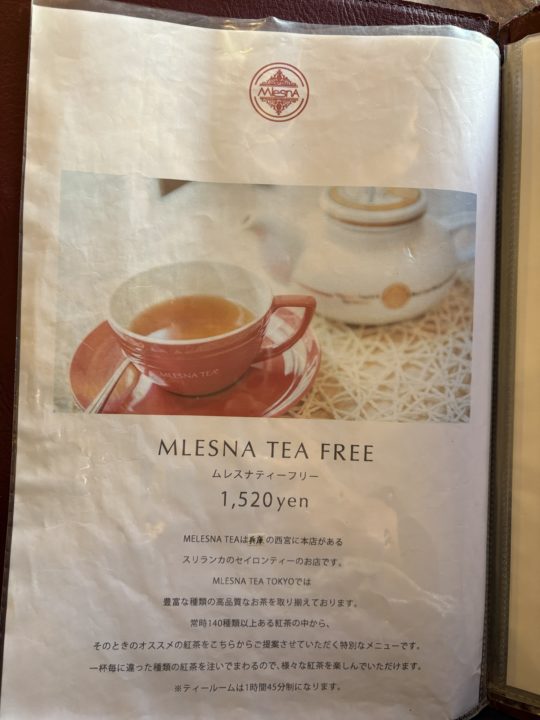 MlesnA
MLESNA TEA
MLESNA TEA FREE
ムレスナティーフリー
1,520yen
MELESNA TEAは兵庫の西宮に本店がある
スリランカのセイロンティーのお店です。
MLESNA TEA TOKYOでは
豊富な種類の高品質なお茶を取り揃えております。
常時140種類以上ある紅茶の中から、
そのときのオススメの紅茶をこちらからご提案させていただく特別なメニューです。
一杯毎に違った種類の紅茶を注いでまわるので、様々な紅茶を楽しんでいただけます。
※ティールームは1時間45分制になります。